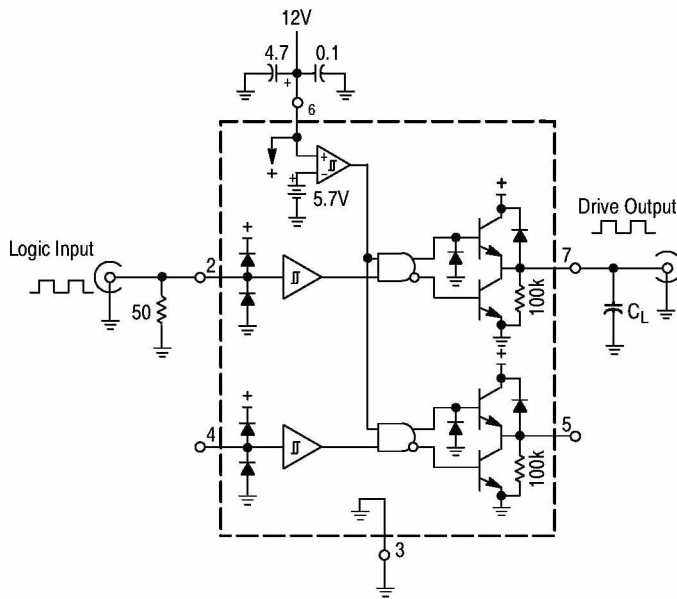 12V
4.7
0.1
+
6
+
+
−
+
5.7V
+
Drive Output
Logic Input
+
2
7
50
100k
CL
+
+
4
5
100k
3